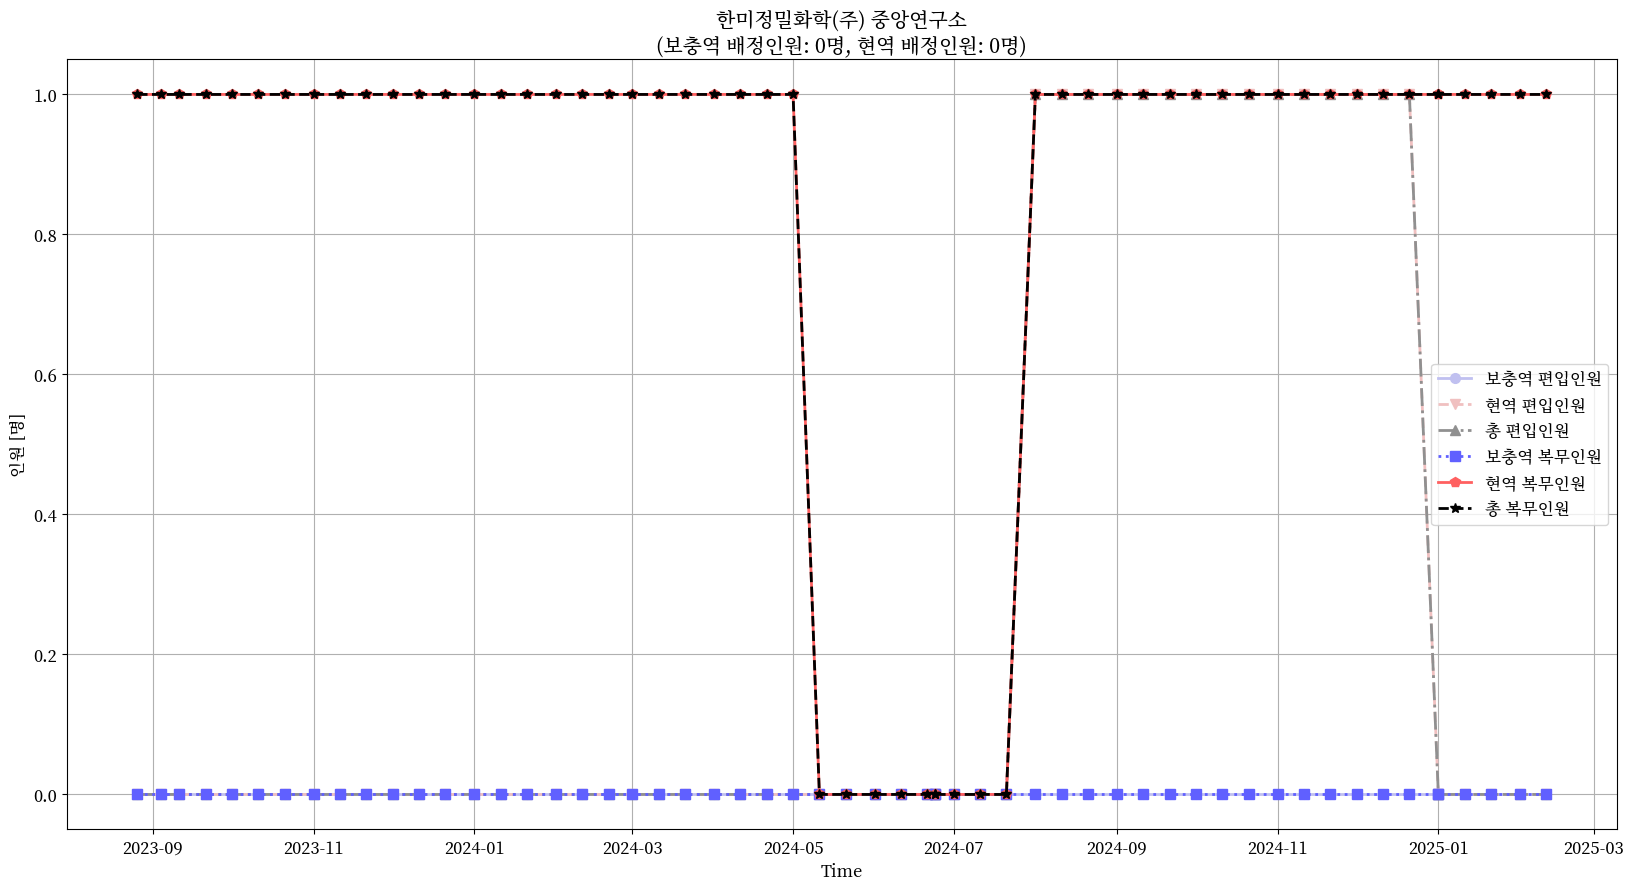 한미정밀화학(주) 중앙연구소
(보충역 배정인원: 0명, 현역 배정인원: 0명)
인원 [명]
1.0
0.8
0.6
0.4
0.2
0.0
보충역 편입인원
현역 편입인원
총 편입인원
보충역 복무인원
현역 복무인원
총 복무인원
2023-09
2023-11
2024-01
2024-03
2024-05
2024-07
2024-09
2024-11
2025-01
2025-03
Time